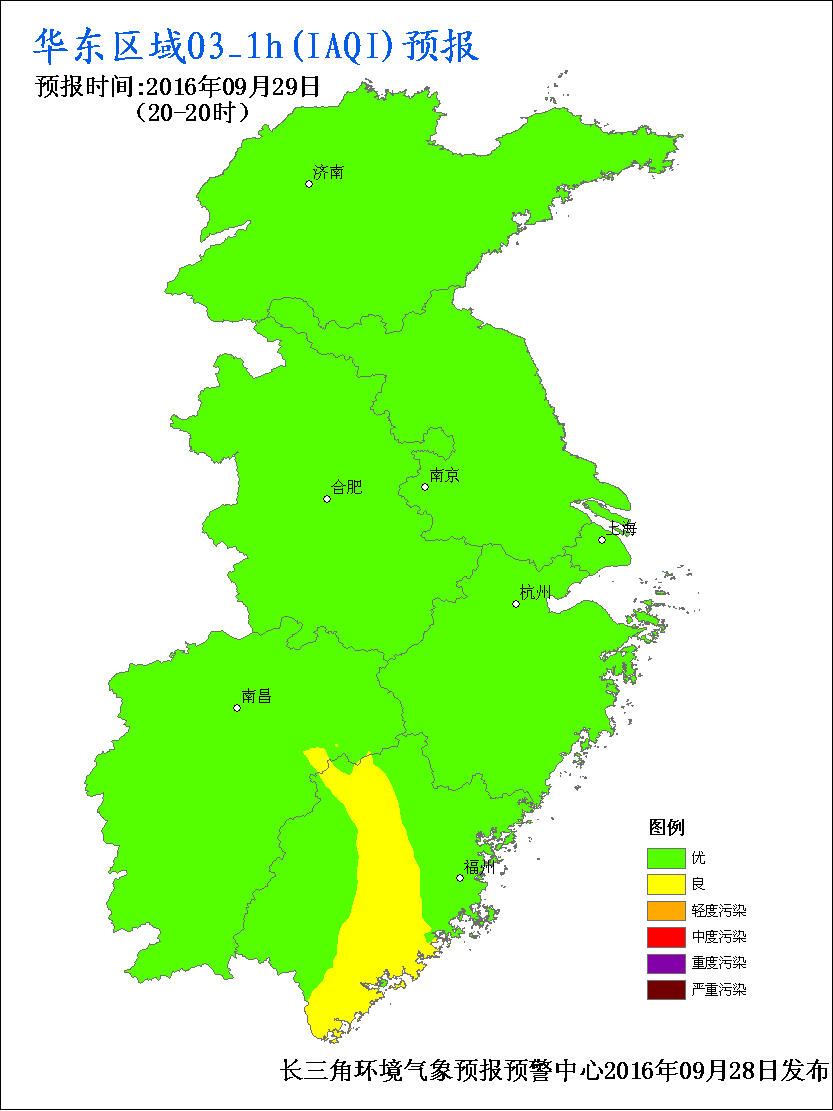 华东区域O3_1h(IAQI)预报
预报时间:2016年09月29日
（20-20时）
济南
南京
合肥
上海
杭州
南昌
福州
图例
优
良
轻度污染
中度污染
重度污染
严重污染
长三角环境气象预报预警中心2016年09月28日发布